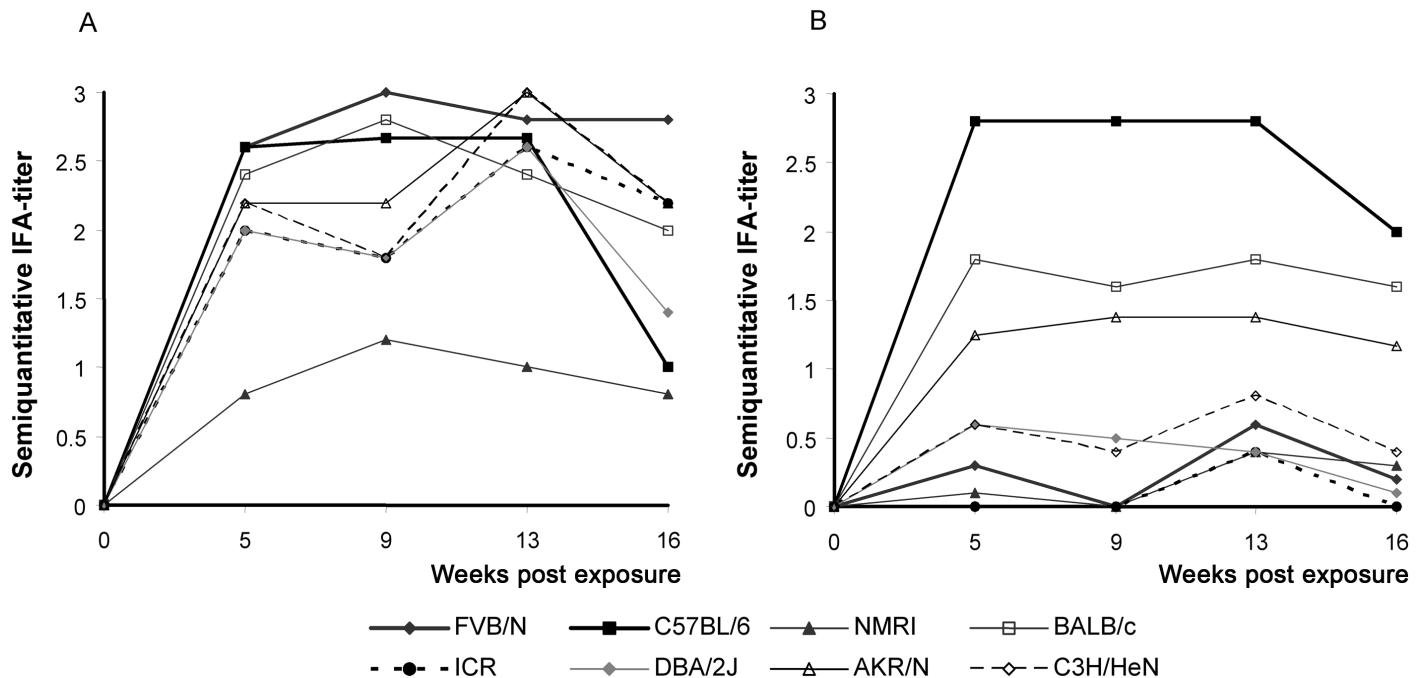 A
B
3
2.5
2
1.5
1
0.5
0
Semiquantitative IFA-titer
0 5 9 13 16
Weeks post exposure
3
2.5
2
1.5
1
0.5
0
Semiquantitative IFA-titer
0 5 9 13 16
Weeks post exposure
FVB/N C57BL/6 NMRI BALB/c
ICR DBA/2J AKR/N C3H/HeN